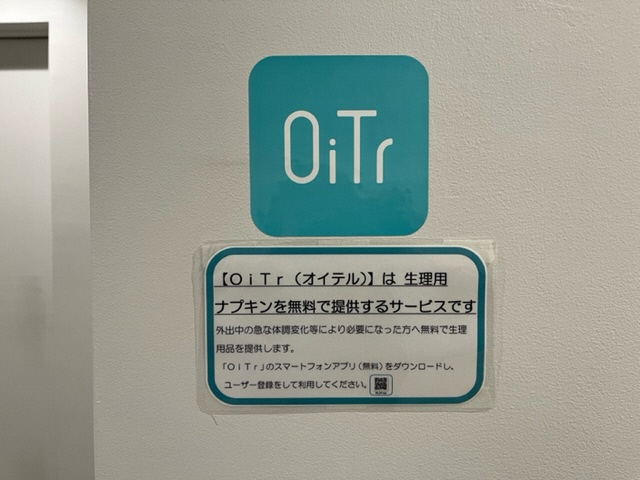 OiTr
【ＯｉＴｒ（オイテル）】は 生理用
ナプキンを無料で提供するサービスです
外出中の急な体調変化等により必要になった方へ無料で生理
用品を提供します。
「ＯｉＴｒ」のスマートフォンアプリ（無料）をダウンロードし、
ユーザー登録をして利用してください。